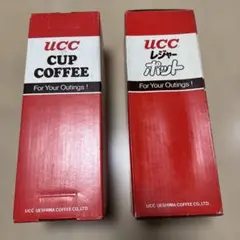 UCC
CUP
COFFEE
For Your Outings !
UCC UESHIMA COFFEE CO.,LTD
UCC
レジャー
ポット
For Your Outings !
UCC UESHIMA COFFEE CO.,LTD